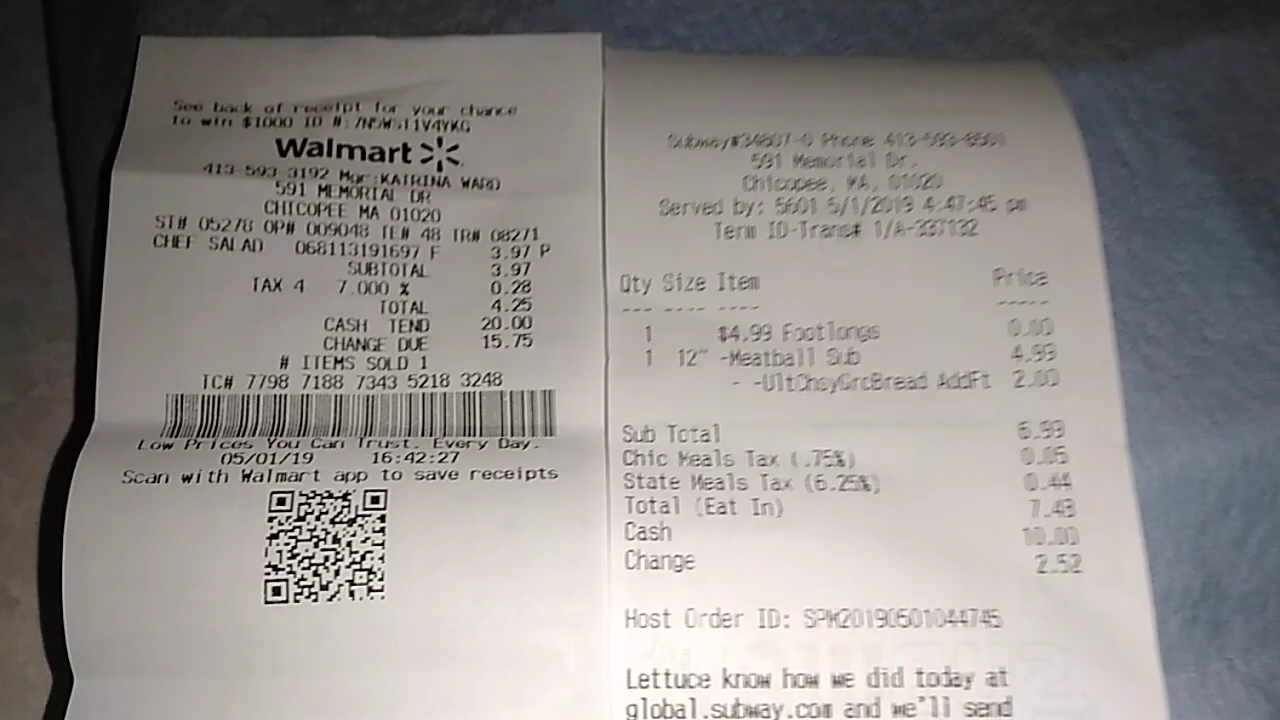 See back of receipt for your chance
to win $1000 ID #:7N5WST1V4YKG
Walmart
413-593-3192 Mgr:KATRINA WARD
591 MEMORIAL DR
CHICOPEE MA 01020
ST# 05278 OP# 009048 TE# 48 TR# 08271
CHEF SALAD 068113191697 F 3.97 P
SUBTOTAL 3.97
TAX 4 7.000 % 0.28
TOTAL 4.25
CASH TEND 20.00
CHANGE DUE 15.75
# ITEMS SOLD 1
TC# 7798 7188 7343 5218 3248
Low Prices You Can Trust. Every Day.
05/01/19 16:42:27
Scan with Walmart app to save receipts
Subway#34807-0 Phone 413-593-8501
591 Memorial Dr.
Chicopee, MA, 01020
Served by: 5601 5/1/2019 4:47:45 pm
Term ID-Trans# 1/A-337132
Qty Size Item Price
--- ---- ---- -----
1 $4.99 Footlongs 0.00
1 12" -Meatball Sub 4.99
- -UltChsyGrcBread AddFt 2.00
Sub Total 6.99
Chic Meals Tax (.75%) 0.05
State Meals Tax (6.25%) 0.44
Total (Eat In) 7.48
Cash 10.00
Change 2.52
Host Order ID: SPM20190501044745
Lettuce know how we did today at
global.subway.com and we'll send